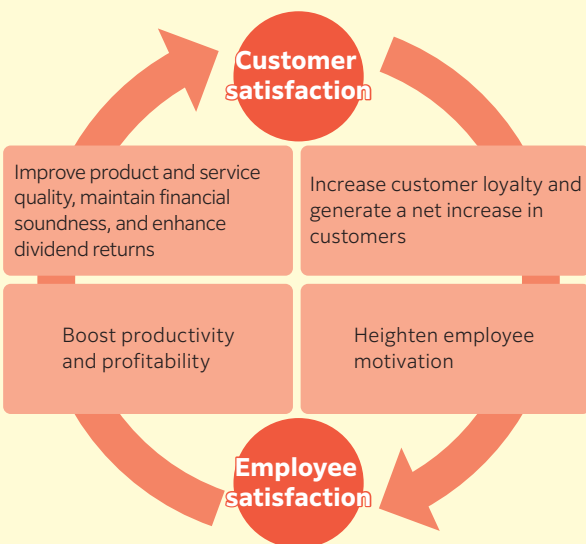 Customer
satisfaction
Improve product and service
quality, maintain financial
soundness, and enhance
dividend returns
Increase customer loyalty and
generate a net increase in
customers
Boost productivity
and profitability
Heighten employee
motivation
Employee
satisfaction